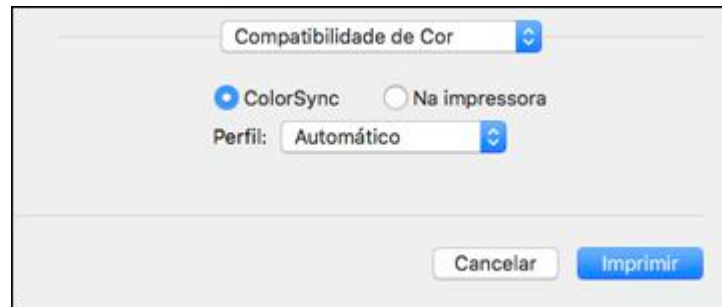 Compatibilidade de Cor
ColorSync Na impressora
Perfil: Automático
Cancelar Imprimir